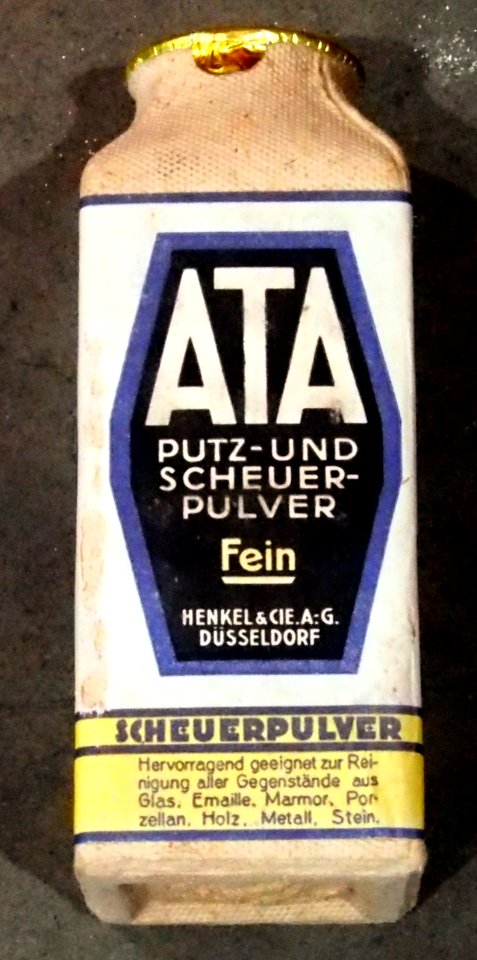 ATA
PUTZ-UND
SCHEUER-
PULVER
Fein
HENKEL & CIE. A.-G.
DÜSSELDORF
SCHEUERPULVER
Hervorragend geeignet zur Rei-
nigung aller Gegenstände aus
Glas, Emaille, Marmor, Por-
zellan, Holz, Metall, Stein.